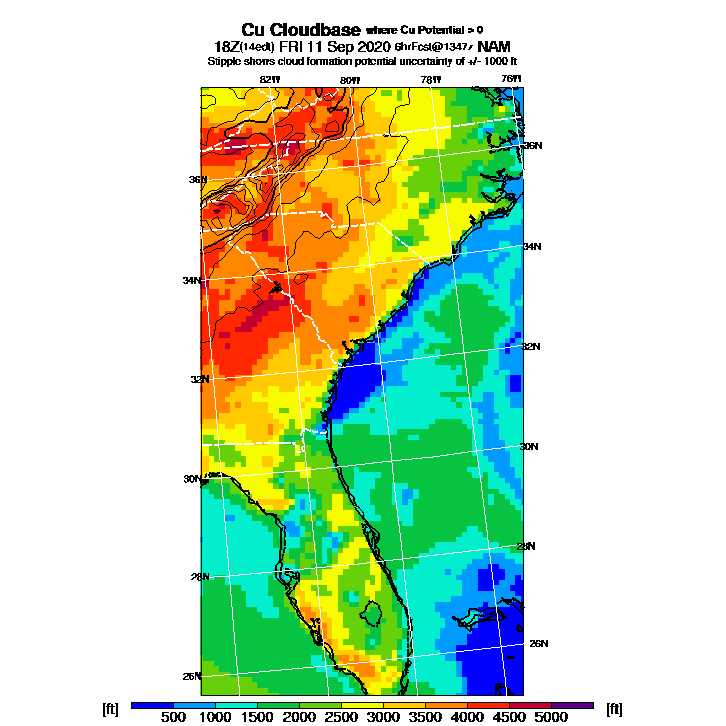 Cu Cloudbase where Cu Potential > 0
18Z(14edt) FRI 11 Sep 2020 6hrFcst@1347z NAM
Stipple shows cloud formation potential uncertainty of +/- 1000 ft
82W 80W 78W 76W
36N
36N
34N
34N
32N
32N
30N
30N
28N
28N
26N
26N
[ft] 500 1000 1500 2000 2500 3000 3500 4000 4500 5000 [ft]